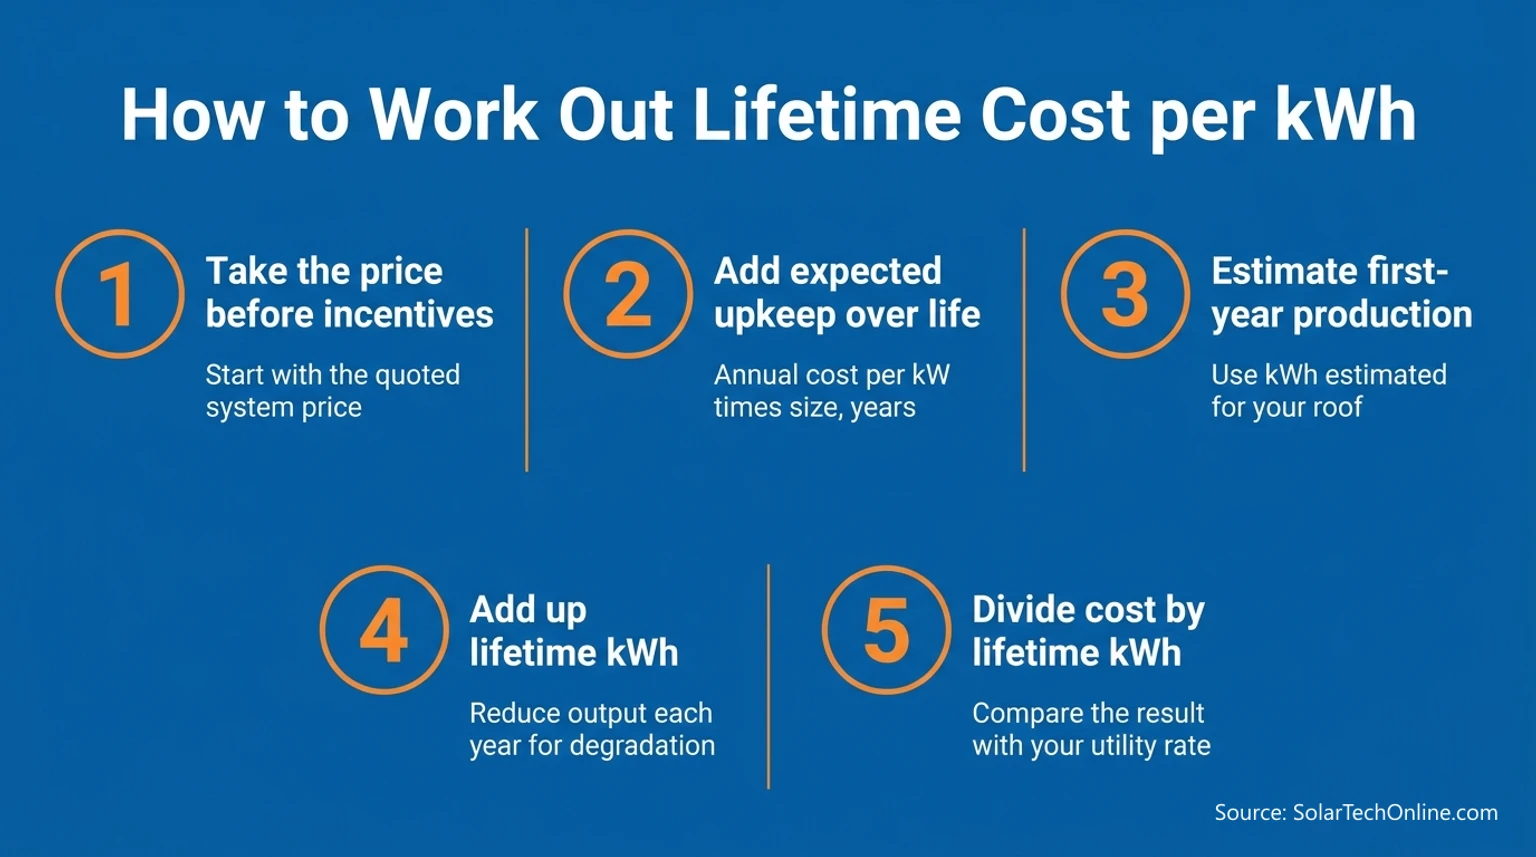 How to Work Out Lifetime Cost per kWh
1
Take the price
before incentives
Start with the quoted
system price
2
Add expected
upkeep over life
Annual cost per kW
times size, years
3
Estimate first-
year production
Use kWh estimated
for your roof
4
Add up
lifetime kWh
Reduce output each
year for degradation
5
Divide cost by
lifetime kWh
Compare the result
with your utility rate
Source: SolarTechOnline.com